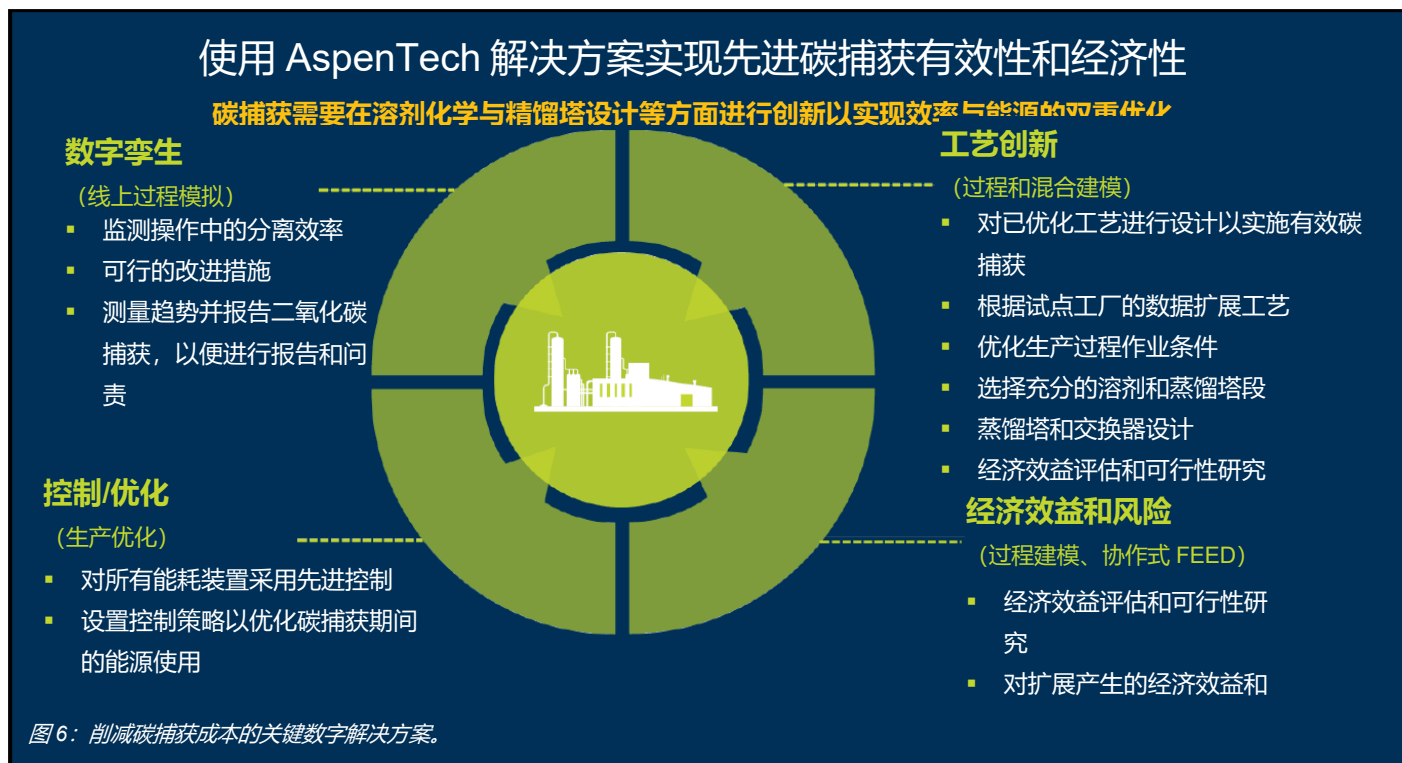 使用 AspenTech 解决方案实现先进碳捕获有效性和经济性
碳捕获需要在溶剂化学与精馏塔设计等方面进行创新以实现效率与能源的双重优化
数字孪生
（线上过程模拟）
▪ 监测操作中的分离效率
▪ 可行的改进措施
▪ 测量趋势并报告二氧化碳
捕获，以便进行报告和问
责
控制/优化
（生产优化）
▪ 对所有能耗装置采用先进控制
▪ 设置控制策略以优化碳捕获期间
的能源使用
工艺创新
（过程和混合建模）
▪ 对已优化工艺进行设计以实施有效碳
捕获
▪ 根据试点工厂的数据扩展工艺
▪ 优化生产过程作业条件
▪ 选择充分的溶剂和蒸馏塔段
▪ 蒸馏塔和交换器设计
▪ 经济效益评估和可行性研究
经济效益和风险
（过程建模、协作式 FEED）
▪ 经济效益评估和可行性研
究
▪ 对扩展产生的经济效益和
图 6：削减碳捕获成本的关键数字解决方案。